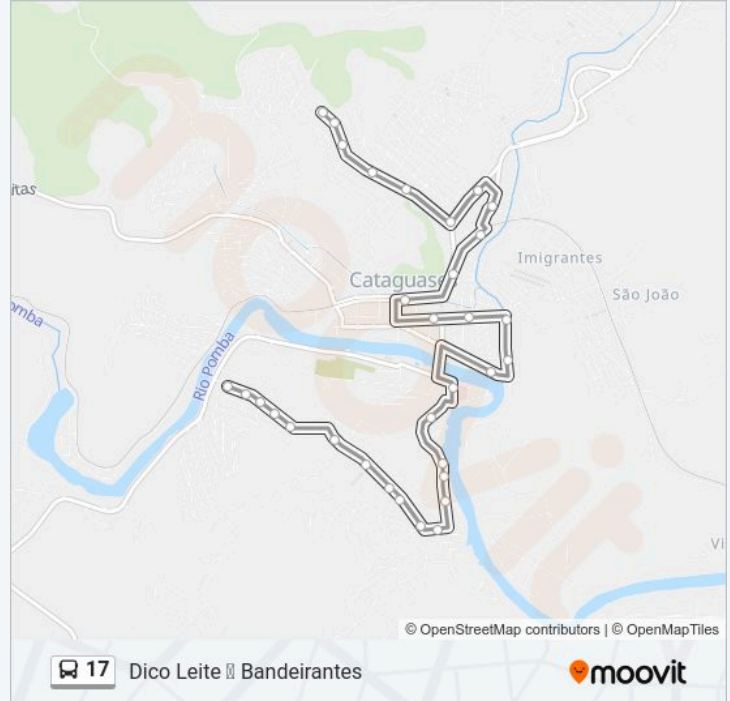 itas
Cataguases
Imigrantes
São João
omba
Rio Pomba
Vi
© OpenStreetMap contributors | © OpenMapTiles
17 Dico Leite Bandeirantes
moovit